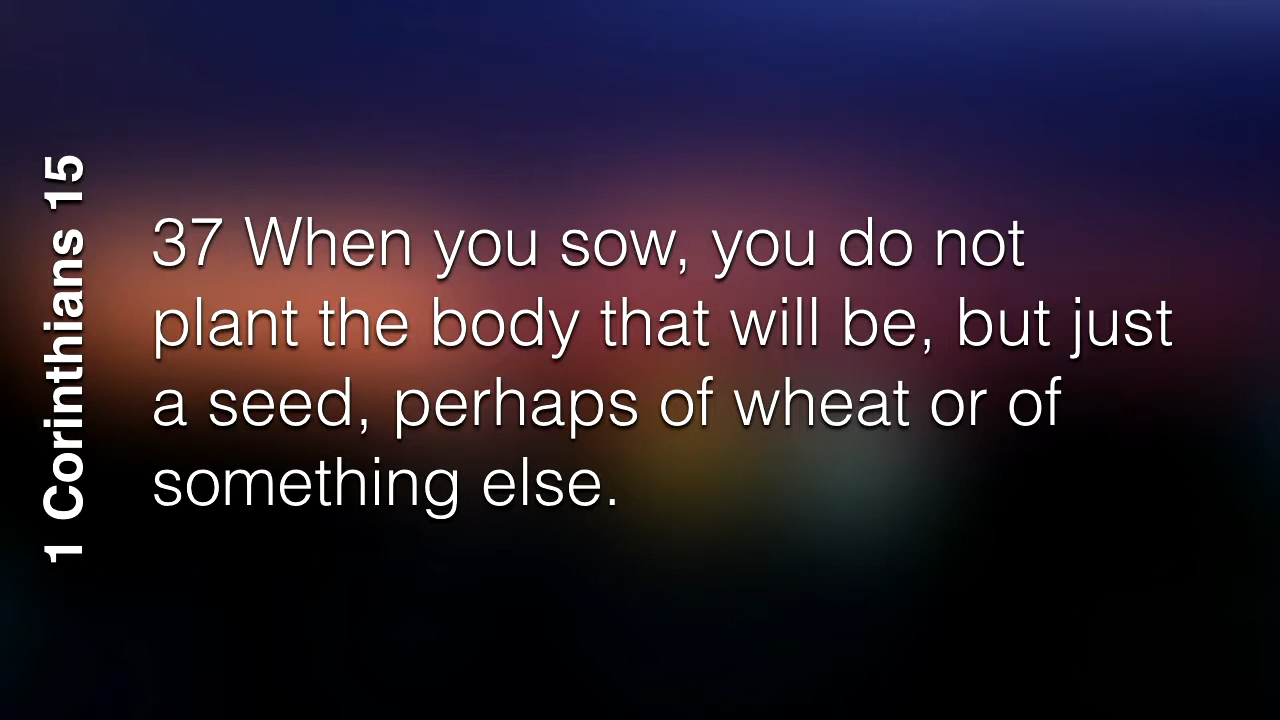 1 Corinthians 15
37 When you sow, you do not
plant the body that will be, but just
a seed, perhaps of wheat or of
something else.